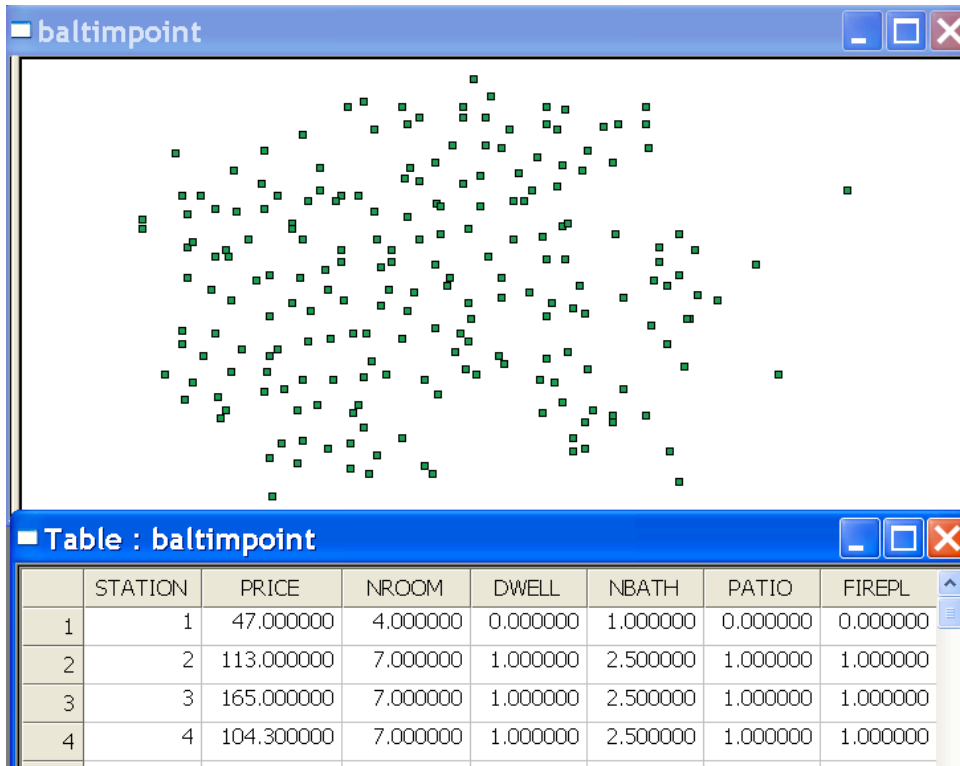 baltimpoint
Table : baltimpoint
STATION PRICE NROOM DWELL NBATH PATIO FIREPL
1 1 47.000000 4.000000 0.000000 1.000000 0.000000 0.000000
2 2 113.000000 7.000000 1.000000 2.500000 1.000000 1.000000
3 3 165.000000 7.000000 1.000000 2.500000 1.000000 1.000000
4 4 104.300000 7.000000 1.000000 2.500000 1.000000 1.000000